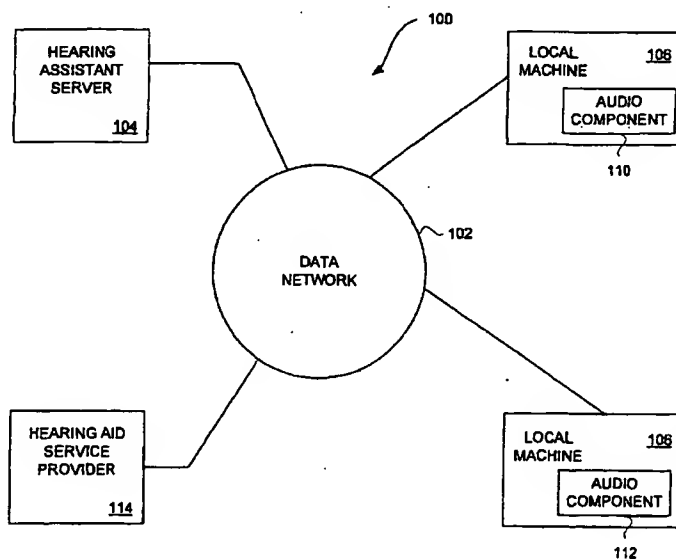 100
HEARING
ASSISTANT
SERVER
104
LOCAL
MACHINE
106
AUDIO
COMPONENT
110
102
DATA
NETWORK
HEARING AID
SERVICE
PROVIDER
114
LOCAL
MACHINE
108
AUDIO
COMPONENT
112